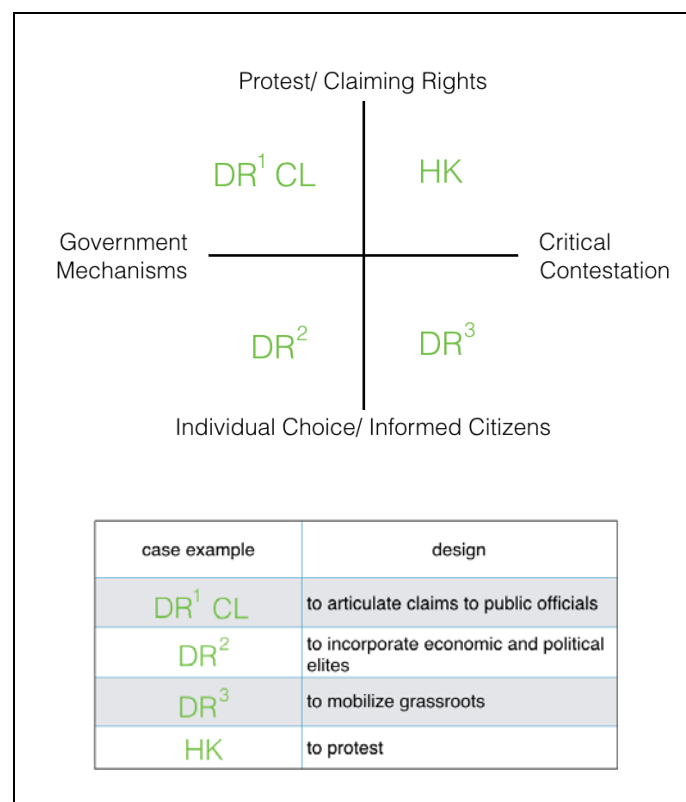 Protest/ Claiming Rights
DR¹ CL
HK
Government
Mechanisms
Critical
Contestation
DR²
DR³
Individual Choice/ Informed Citizens
case example
design
DR¹ CL
to articulate claims to public officials
DR²
to incorporate economic and political
elites
DR³
to mobilize grassroots
HK
to protest